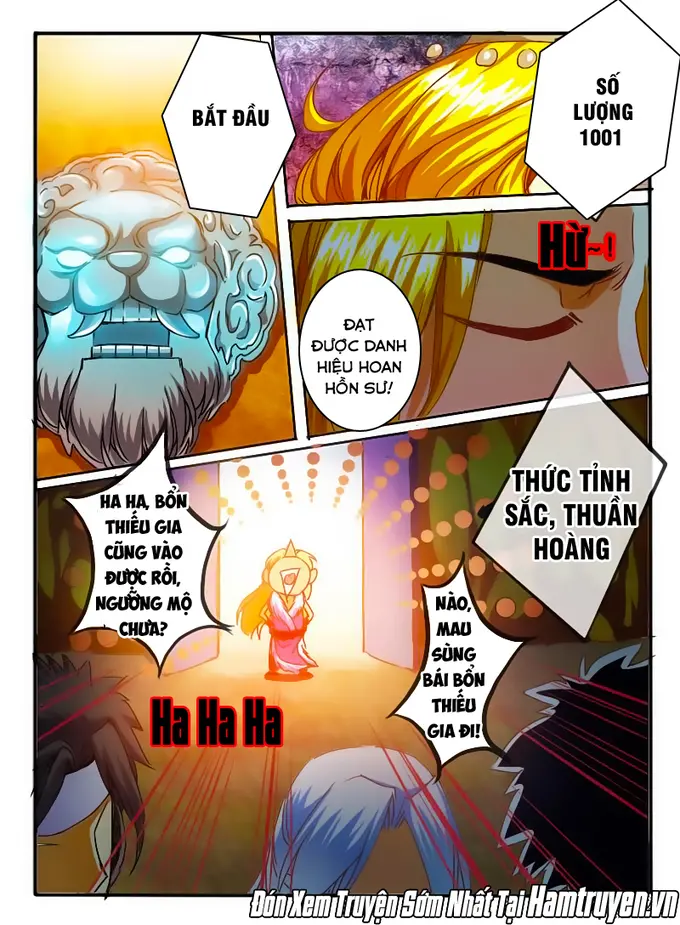 BẮT ĐẦU
SỐ
LƯỢNG
1001
HỪ~!
ĐẠT
ĐƯỢC DANH
HIỆU HOAN
HỒN SƯ!
THỨC TỈNH
SẮC, THUẦN
HOÀNG
HA HA, BỔN
THIẾU GIA
CŨNG VÀO
ĐƯỢC RỒI,
NGƯỠNG MỘ
CHƯA?
NÀO,
MAU
SÙNG
BÁI BỔN
THIẾU
GIA ĐI!
Ha Ha Ha
Đón Xem Truyện Sớm Nhất Tại Hamtruyen.vn